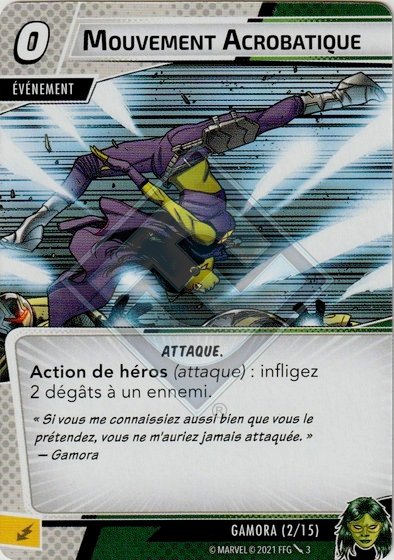 0
MOUVEMENT ACROBATIQUE
ÉVÉNEMENT
ATTAQUE.
Action de héros (attaque) : infligez
2 dégâts à un ennemi.
« Si vous me connaissiez aussi bien que vous le
prétendez, vous ne m'auriez jamais attaquée. »
— Gamora
GAMORA (2/15)
© MARVEL © 2021 FFG 3
®